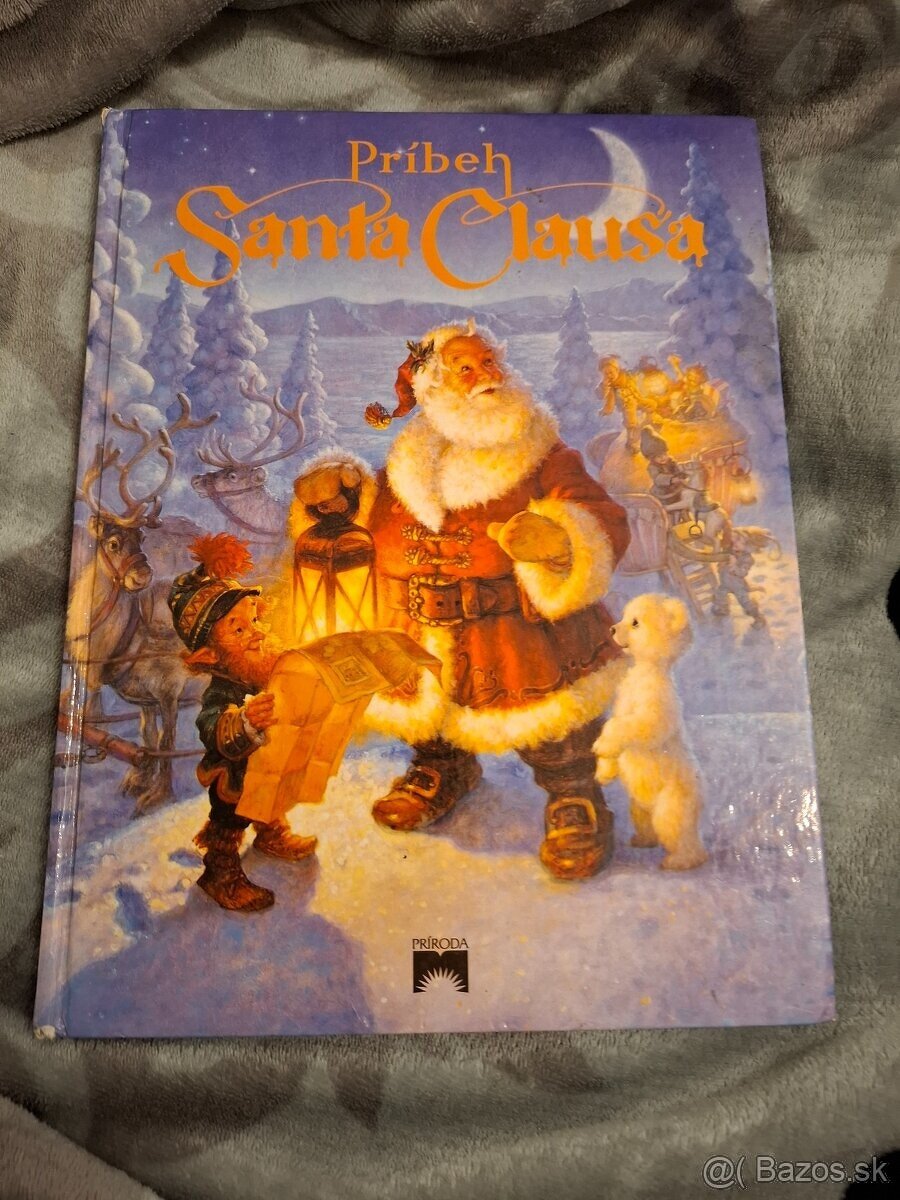 Príbeh
Santa Clausa
PRÍRODA
@( Bazos.sk